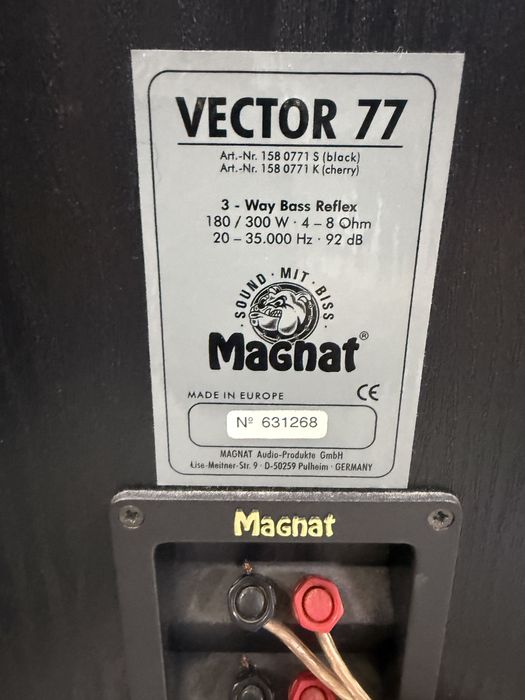 VECTOR 77
Art.-Nr. 158 0771 S (black)
Art.-Nr. 158 0771 K (cherry)
3 - Way Bass Reflex
180 / 300 W · 4 – 8 Ohm
20 – 35.000 Hz · 92 dB
· SOUND · MIT · BISS ·
Magnat®
MADE IN EUROPE CE
Nº 631268
MAGNAT Audio-Produkte GmbH
Lise-Meitner-Str. 9 · D-50259 Pulheim · GERMANY
Magnat